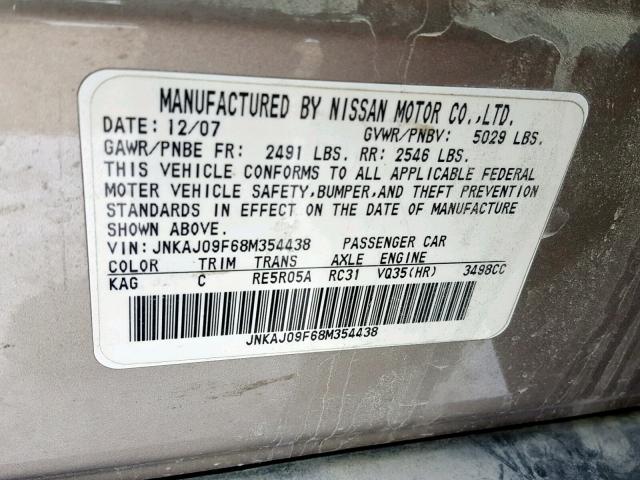 MANUFACTURED BY NISSAN MOTOR CO.,LTD.
DATE: 12/07 GVWR/PNBV: 5029 LBS.
GAWR/PNBE FR: 2491 LBS. RR: 2546 LBS.
THIS VEHICLE CONFORMS TO ALL APPLICABLE FEDERAL
MOTOR VEHICLE SAFETY,BUMPER,AND THEFT PREVENTION
STANDARDS IN EFFECT ON THE DATE OF MANUFACTURE
SHOWN ABOVE.
VIN: JNKAJ09F68M354438 PASSENGER CAR
COLOR TRIM TRANS AXLE ENGINE
KAG C RE5R05A RC31 VQ35(HR) 3498CC
JNKAJ09F68M354438